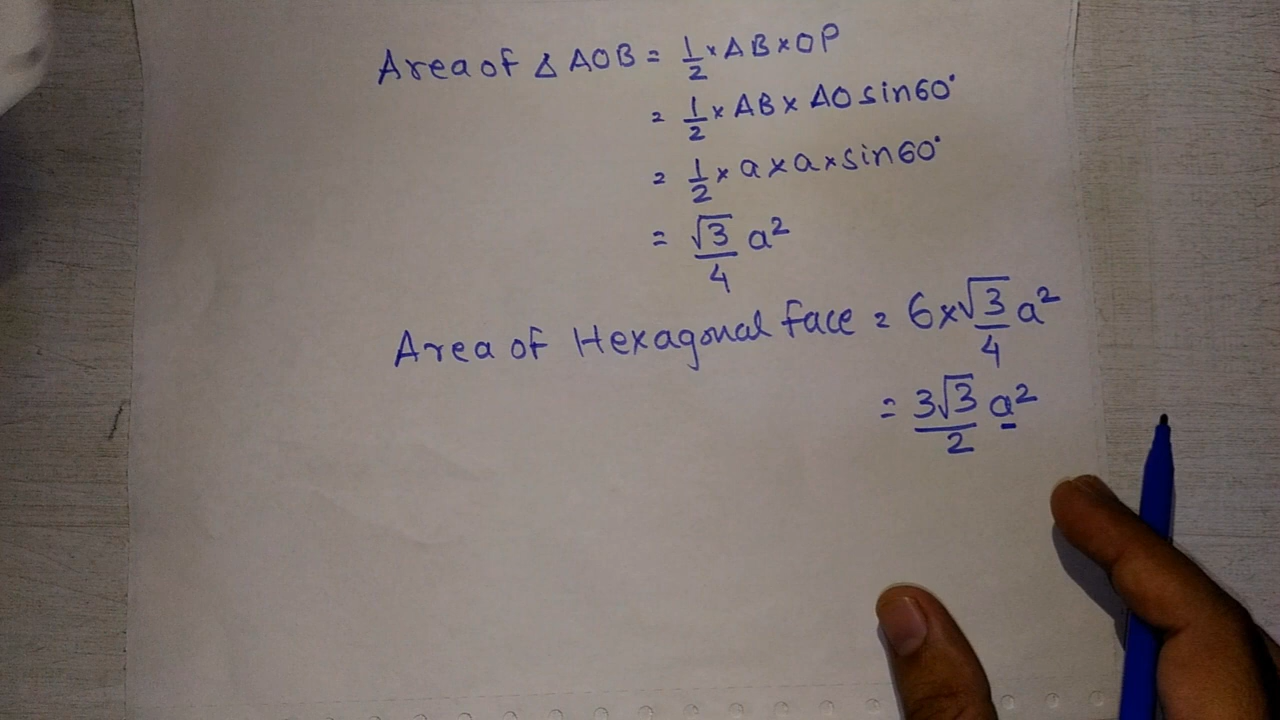 Area of △ AOB = 1/2 × AB × OP
= 1/2 × AB × AO sin60°
= 1/2 × a × a × sin60°
= √3/4 a²
Area of Hexagonal face = 6 × √3/4 a²
= 3√3/2 a²